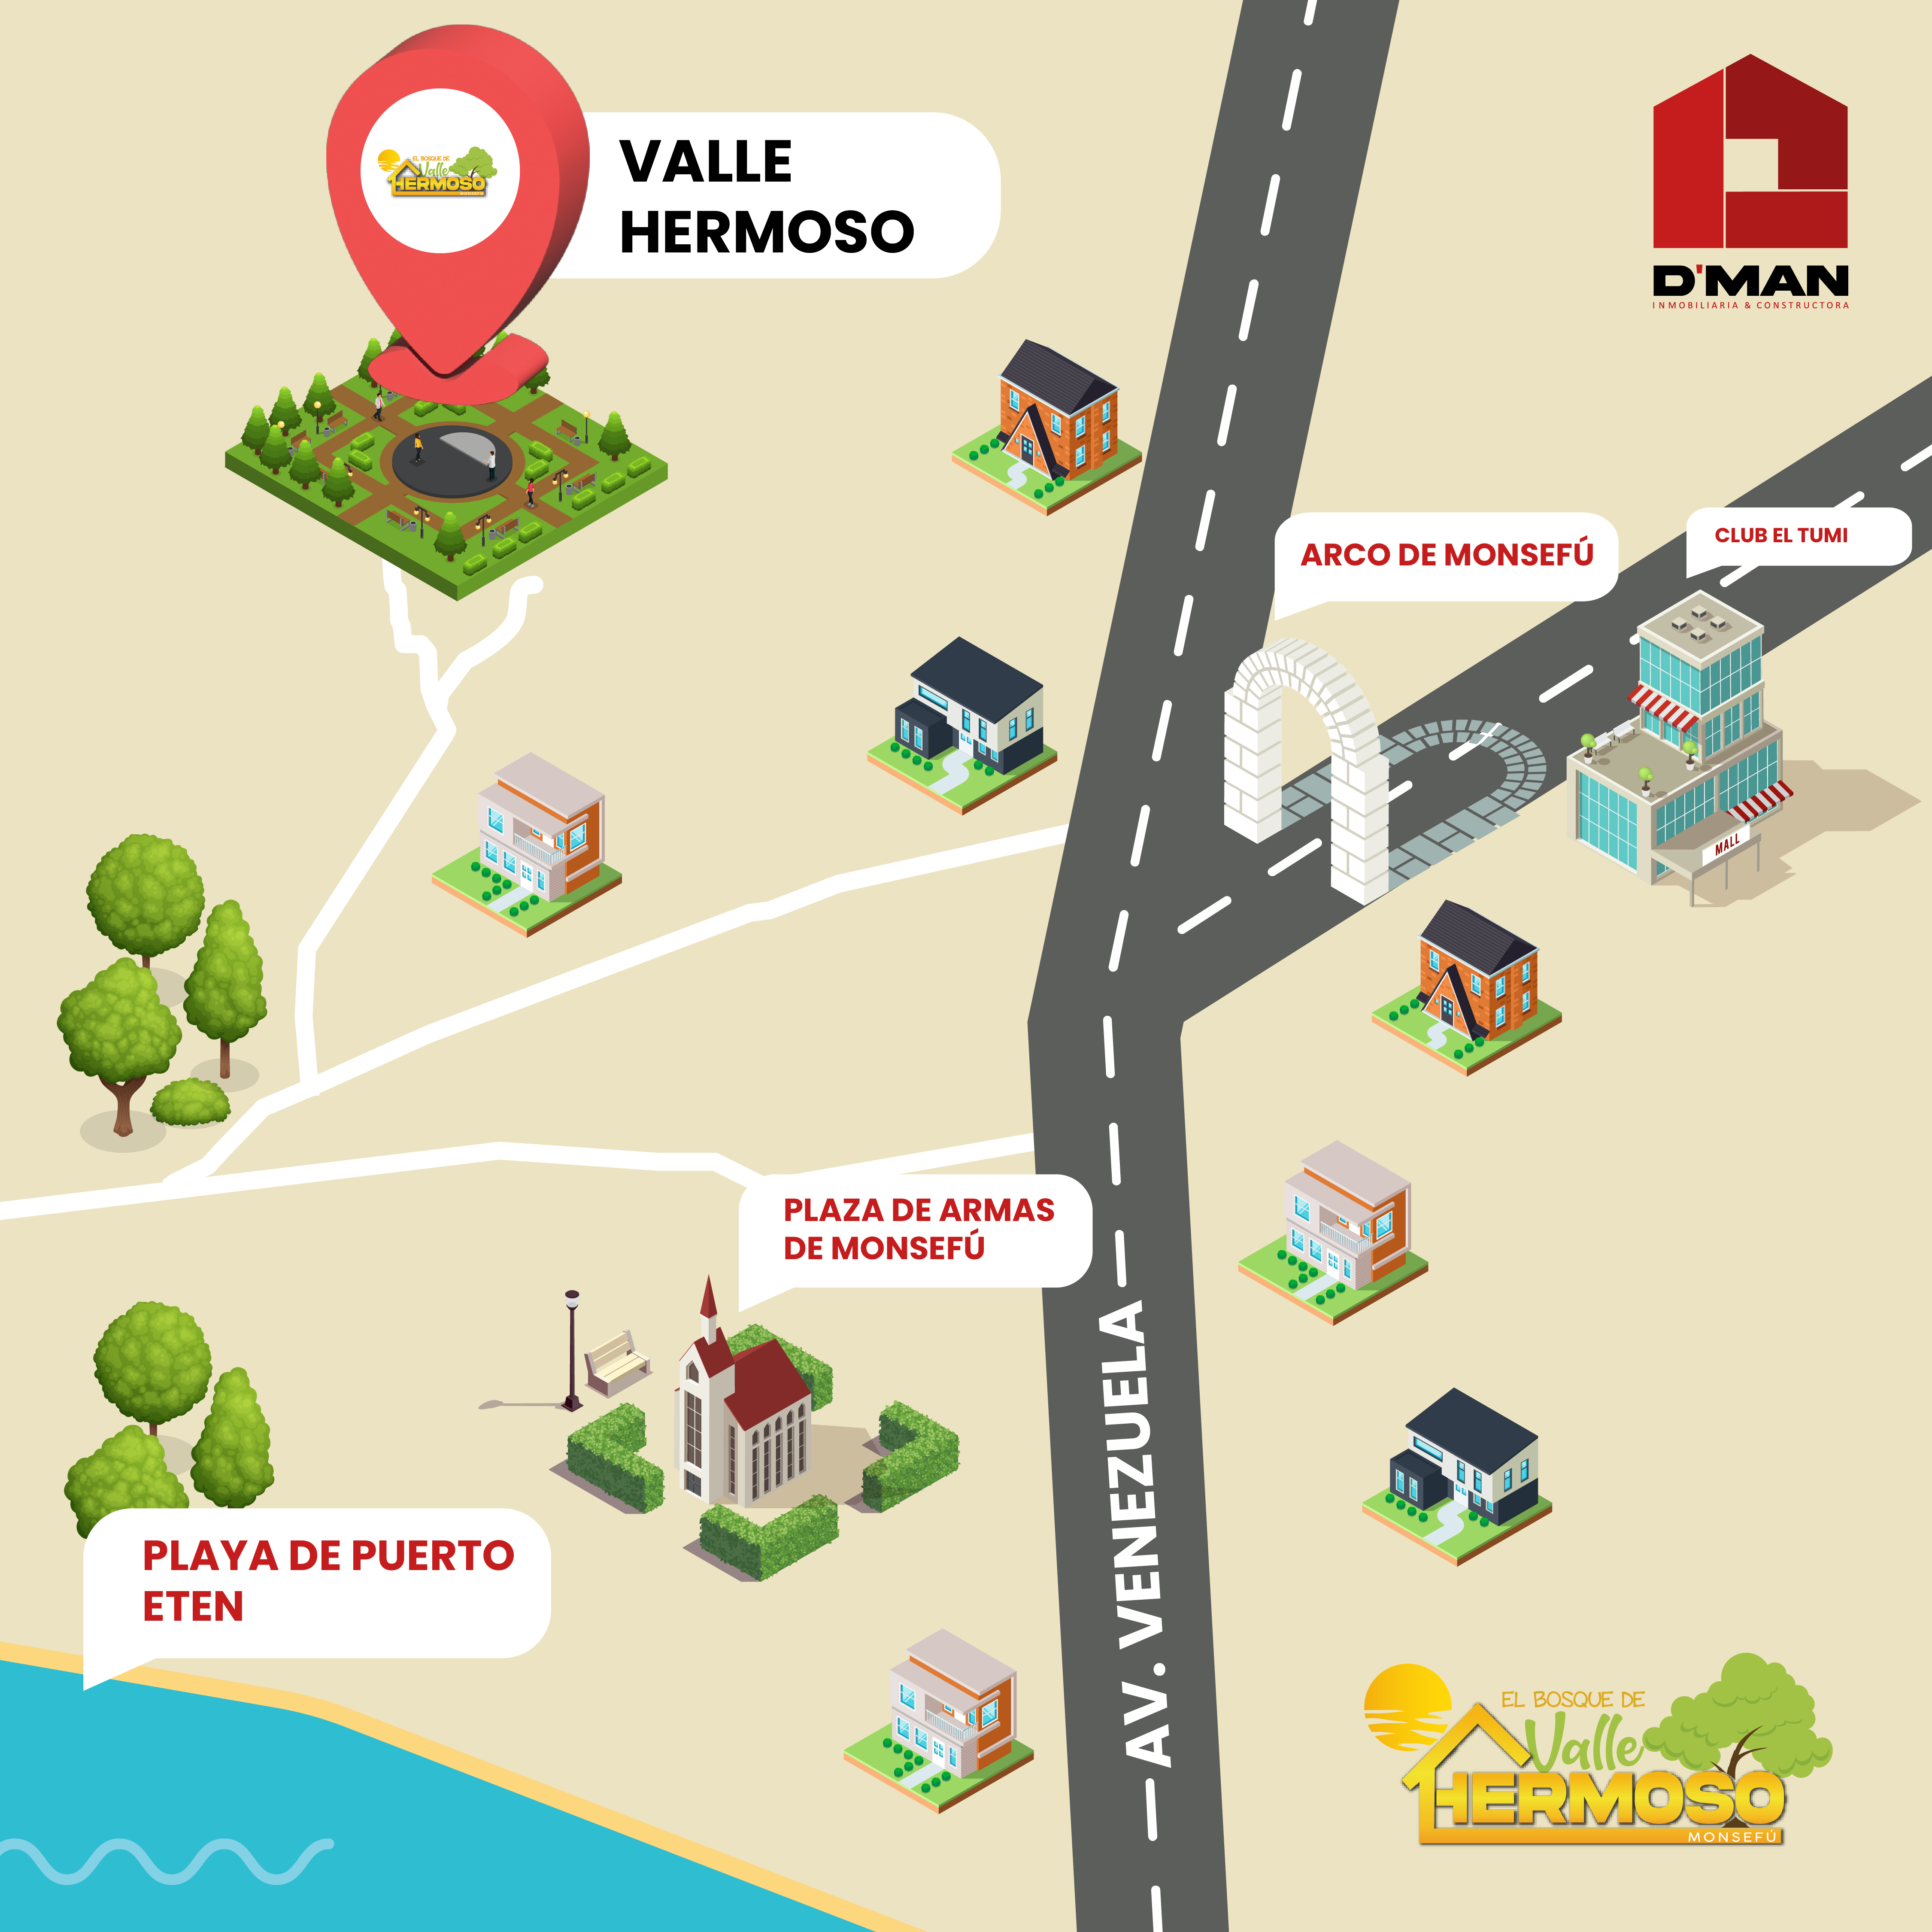 EL BOSQUE DE
Valle
HERMOSO
VALLE
HERMOSO
D'MAN
INMOBILIARIA & CONSTRUCTORA
ARCO DE MONSEFÚ
CLUB EL TUMI
MALL
PLAZA DE ARMAS
DE MONSEFÚ
AV. VENEZUELA
PLAYA DE PUERTO
ETEN
EL BOSQUE DE
Valle
HERMOSO
MONSEFÚ